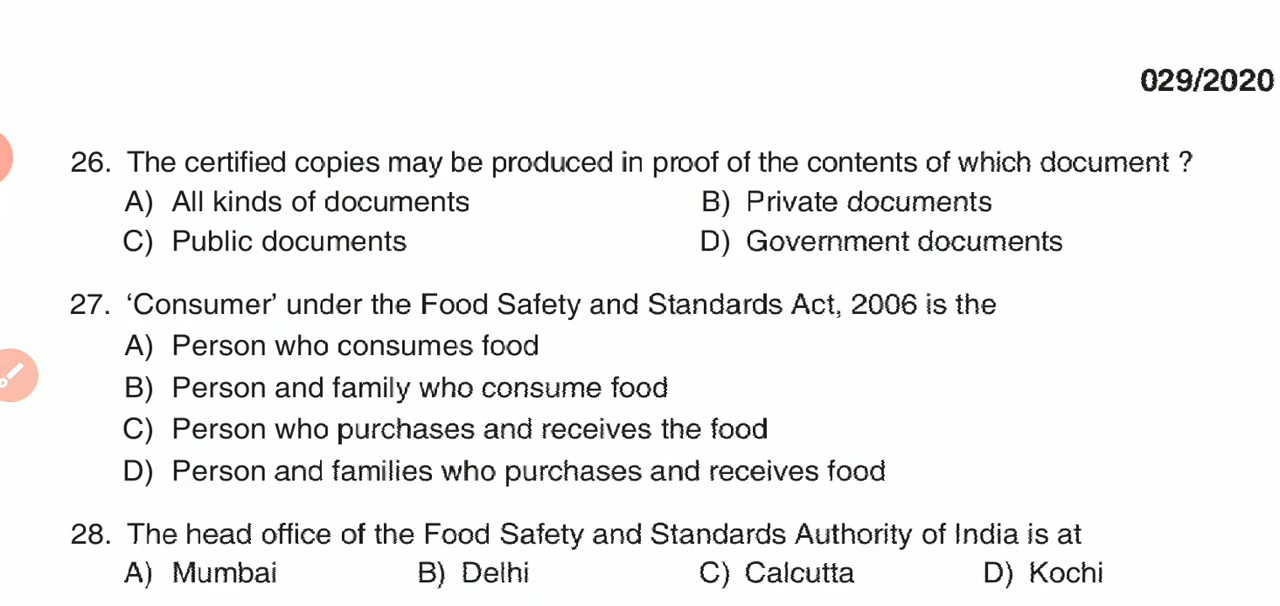 029/2020
26. The certified copies may be produced in proof of the contents of which document ?
A) All kinds of documents B) Private documents
C) Public documents D) Government documents
27. ‘Consumer’ under the Food Safety and Standards Act, 2006 is the
A) Person who consumes food
B) Person and family who consume food
C) Person who purchases and receives the food
D) Person and families who purchases and receives food
28. The head office of the Food Safety and Standards Authority of India is at
A) Mumbai B) Delhi C) Calcutta D) Kochi